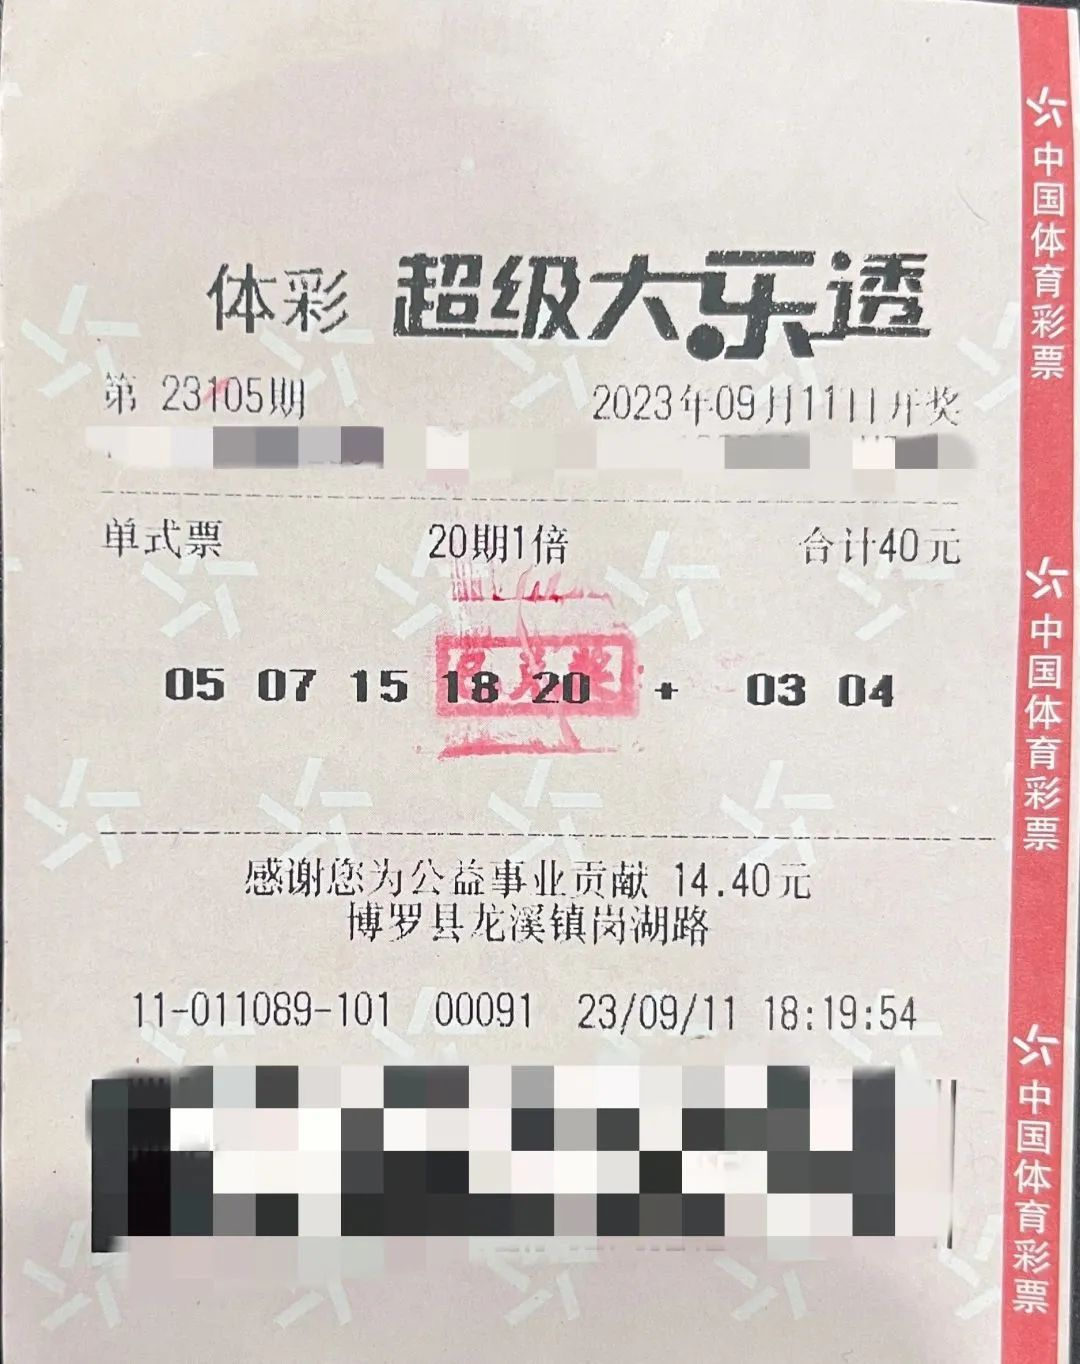 体彩 超级大乐透
第 23105期 2023年09月11日开奖
单式票 20期1倍 合计40元
05 07 15 18 20 + 03 04
感谢您为公益事业贡献 14.40元
博罗县龙溪镇岗湖路
11-011089-101 00091 23/09/11 18:19:54
中国体育彩票
中国体育彩票
中国体育彩票